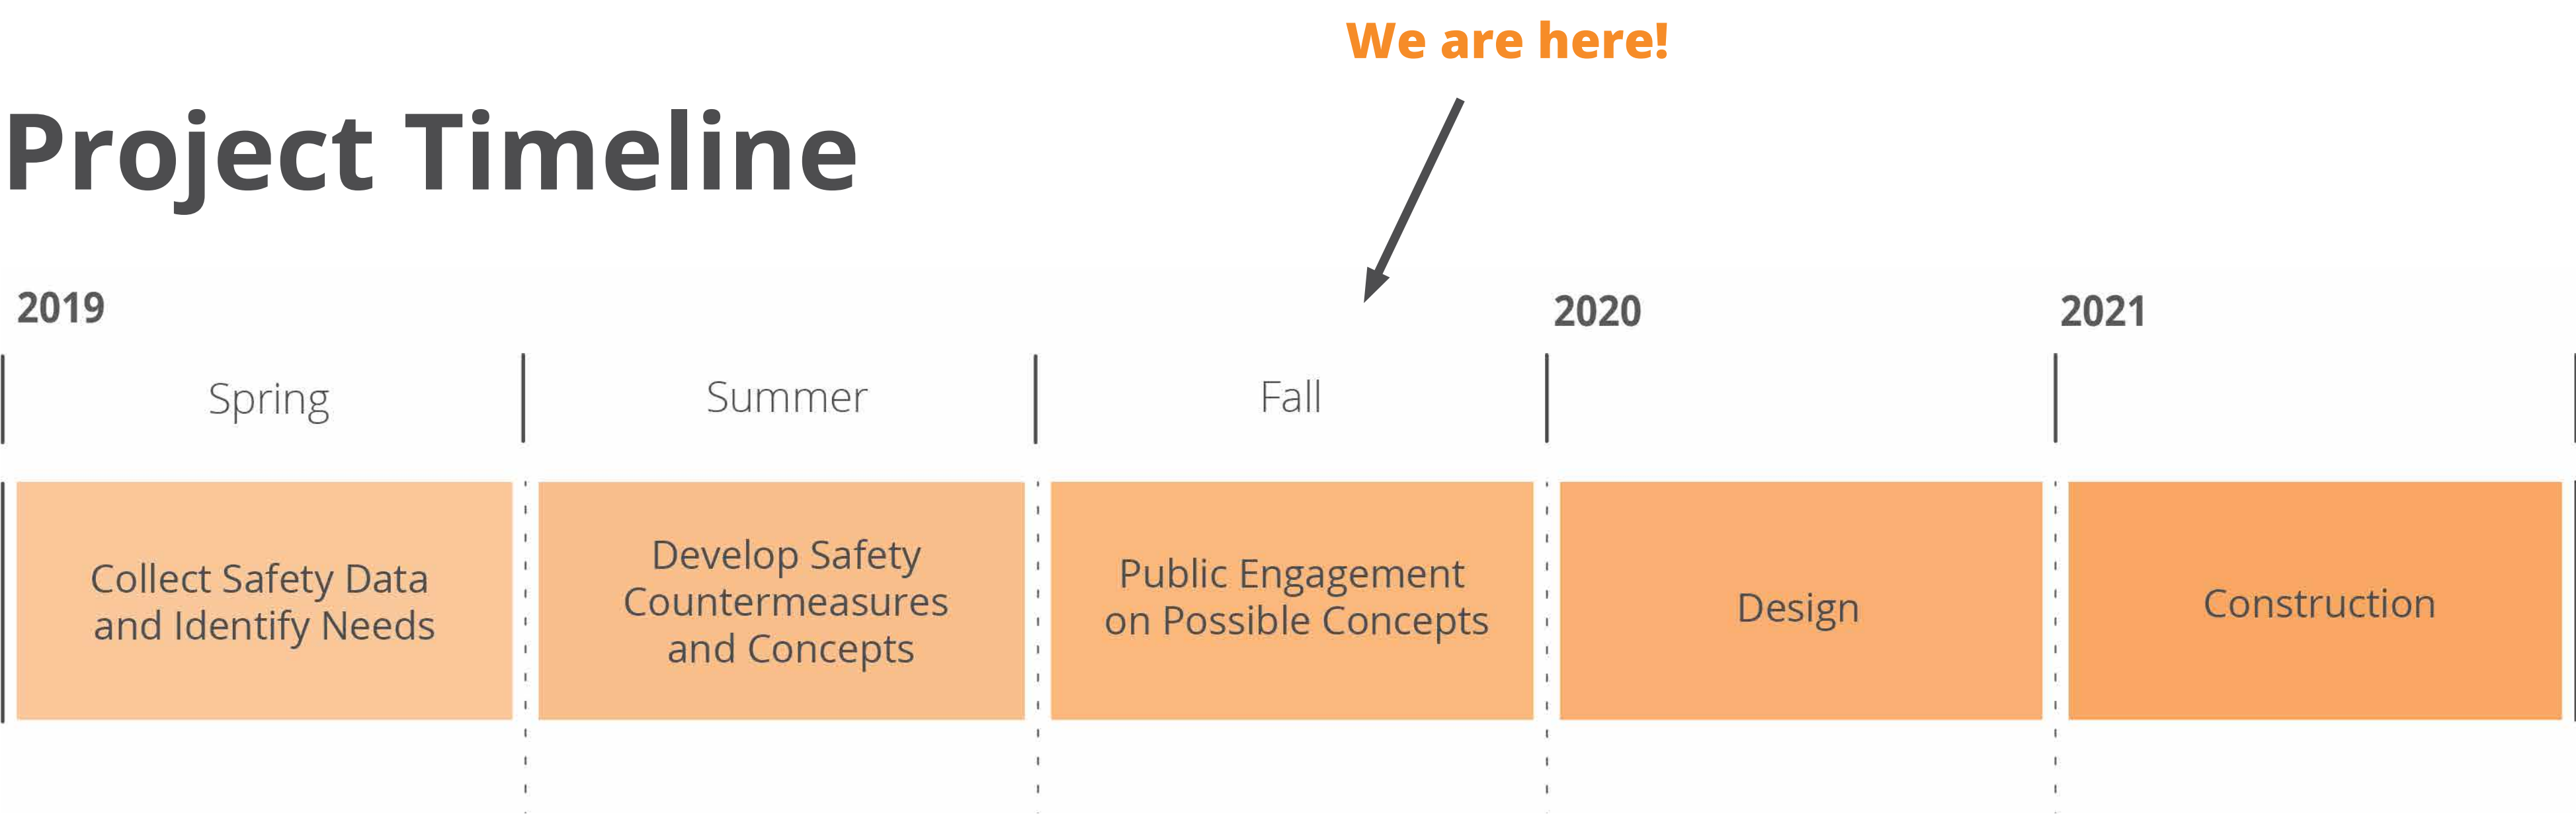 We are here!
Project Timeline
2019
2020
2021
Spring
Summer
Fall
Collect Safety Data
and Identify Needs
Develop Safety
Countermeasures
and Concepts
Public Engagement
on Possible Concepts
Design
Construction